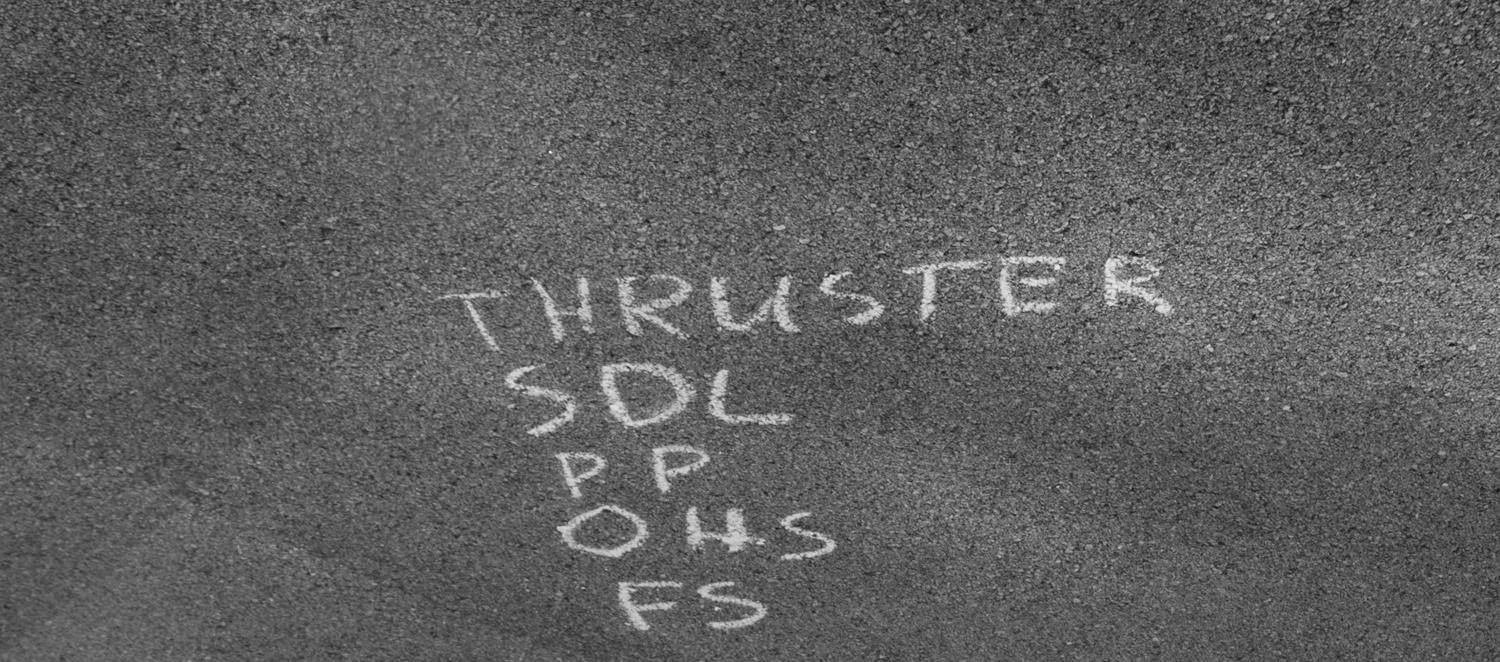 THRUSTER
SDL
PP
OHS
FS